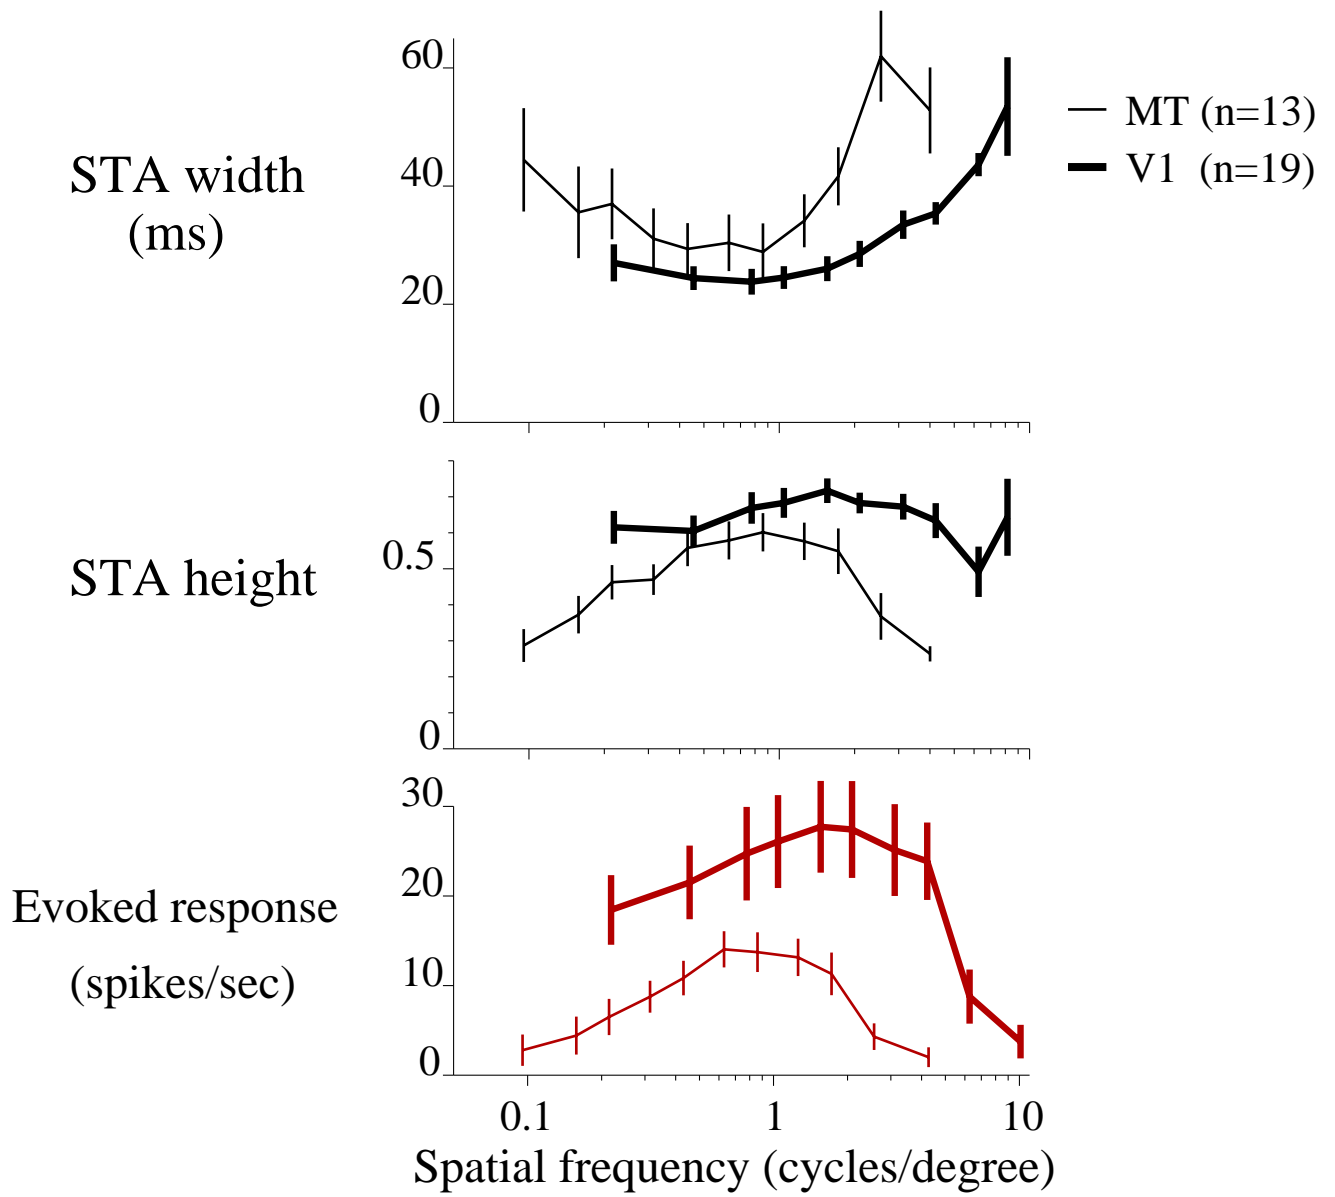 60
40
20
0
STA width
(ms)
MT (n=13)
V1 (n=19)
0.5
0
STA height
30
20
10
0
Evoked response
(spikes/sec)
0.1 1 10
Spatial frequency (cycles/degree)